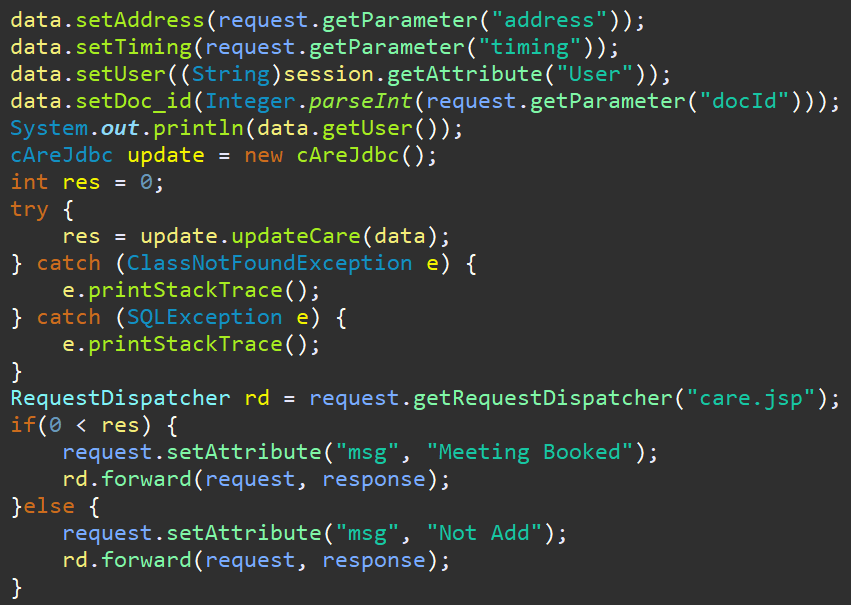 data.setAddress(request.getParameter("address"));
data.setTiming(request.getParameter("timing"));
data.setUser((String)session.getAttribute("User"));
data.setDoc_id(Integer.parseInt(request.getParameter("docId")));
System.out.println(data.getUser());
cAreJdbc update = new cAreJdbc();
int res = 0;
try {
    res = update.updateCare(data);
} catch (ClassNotFoundException e) {
    e.printStackTrace();
} catch (SQLException e) {
    e.printStackTrace();
}
RequestDispatcher rd = request.getRequestDispatcher("care.jsp");
if(0 < res) {
    request.setAttribute("msg", "Meeting Booked");
    rd.forward(request, response);
}else {
    request.setAttribute("msg", "Not Add");
    rd.forward(request, response);
}